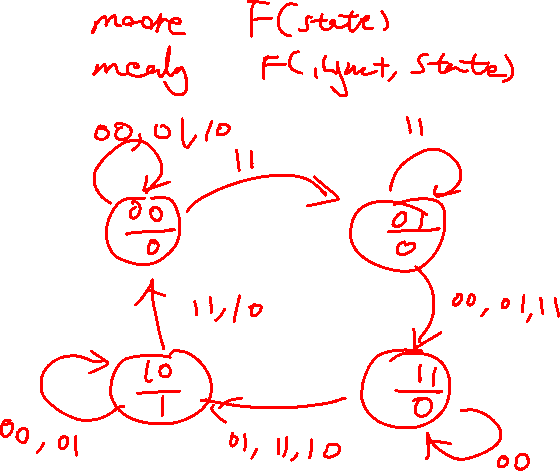 moore F(state)
mealy F(input, state)
00, 01, 10
11
11
00
0
01
0
00, 01, 11
11, 10
10
1
11
0
00, 01
01, 11, 10
00